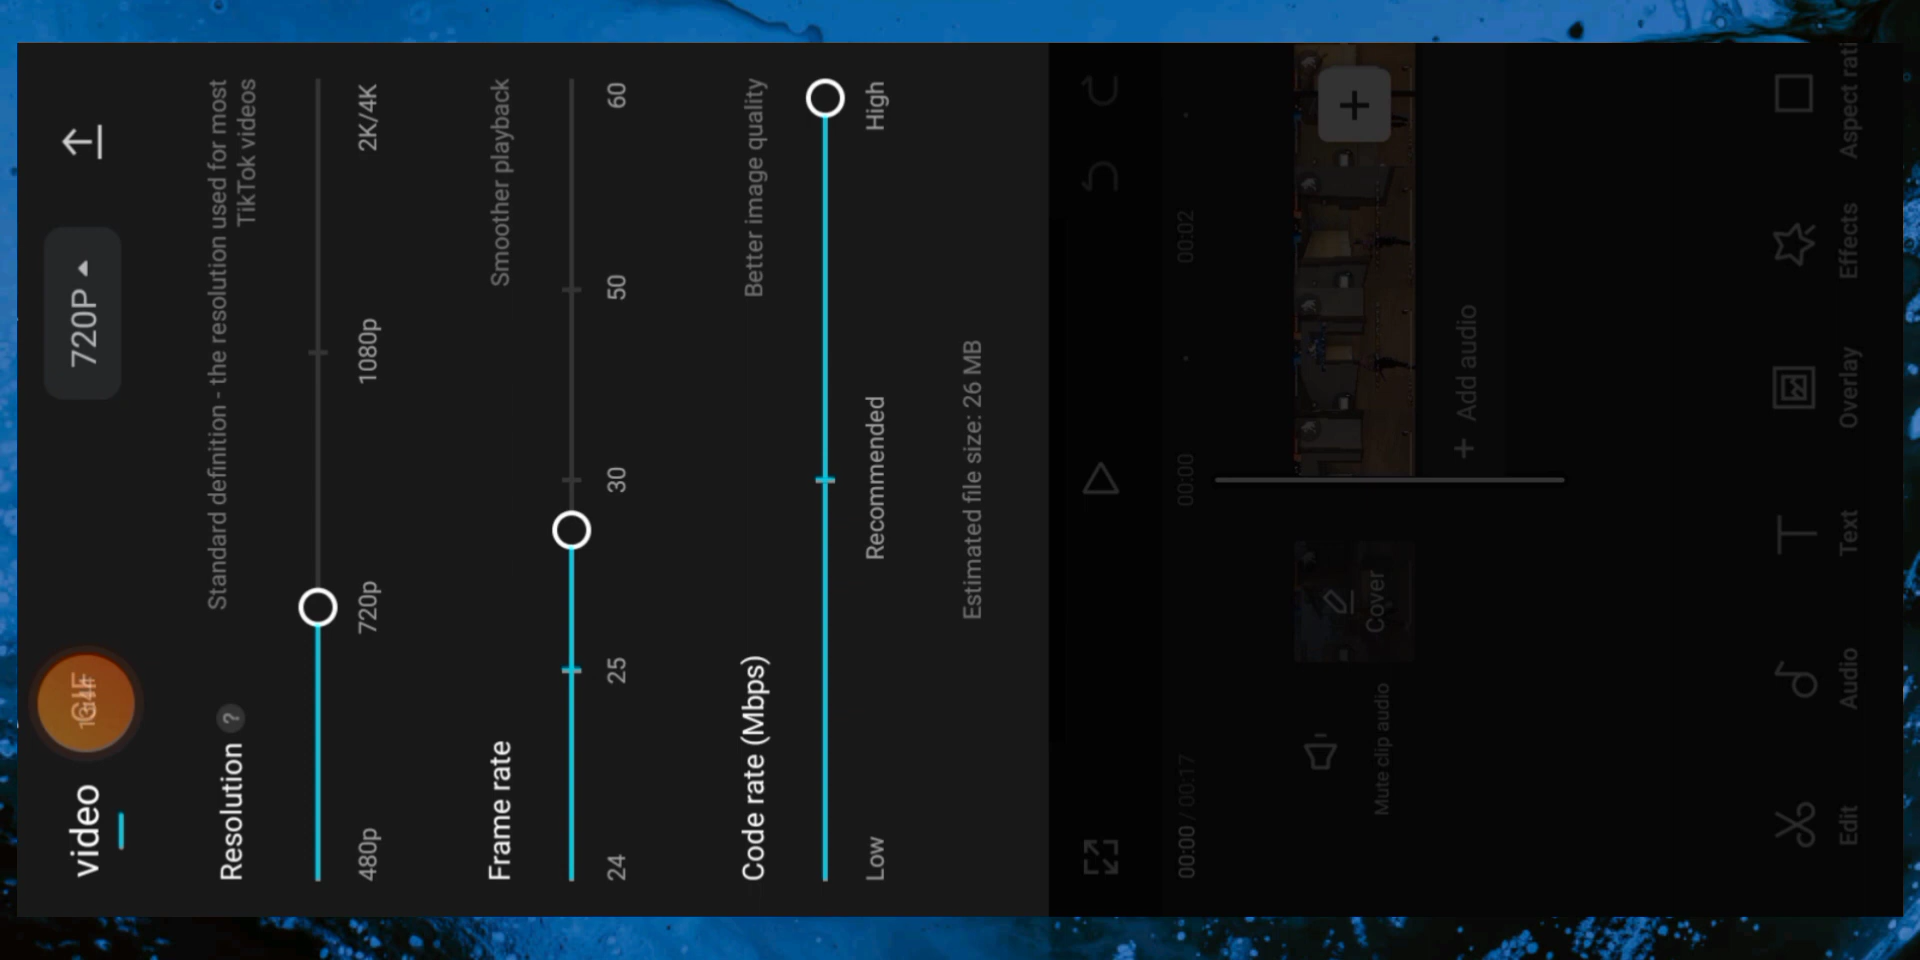 video
GIF
720P
Resolution ?
Standard definition - the resolution used for most
TikTok videos
480p
720p
1080p
2K/4K
Frame rate
Smoother playback
24
25
30
50
60
Code rate (Mbps)
Better image quality
Low
Recommended
High
Estimated file size: 26 MB
00:00 / 00:17
00:00
00:02
Mute clip audio
Cover
+ Add audio
Edit
Audio
Text
Overlay
Effects
Aspect rati